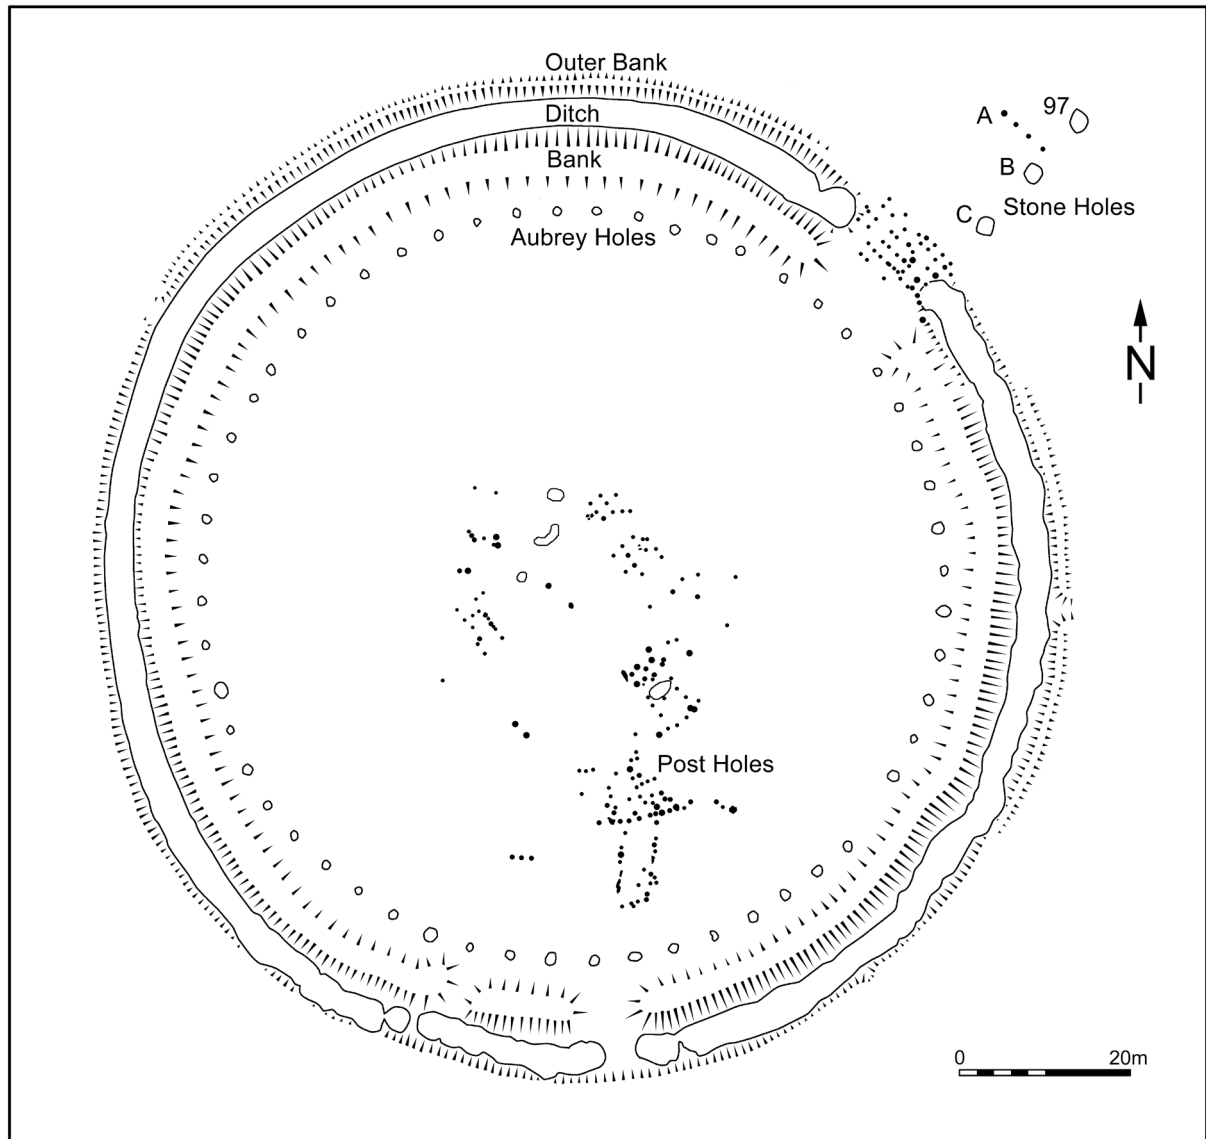 Outer Bank
Ditch
Bank
Aubrey Holes
A
97
B
C
Stone Holes
N
Post Holes
0
20m